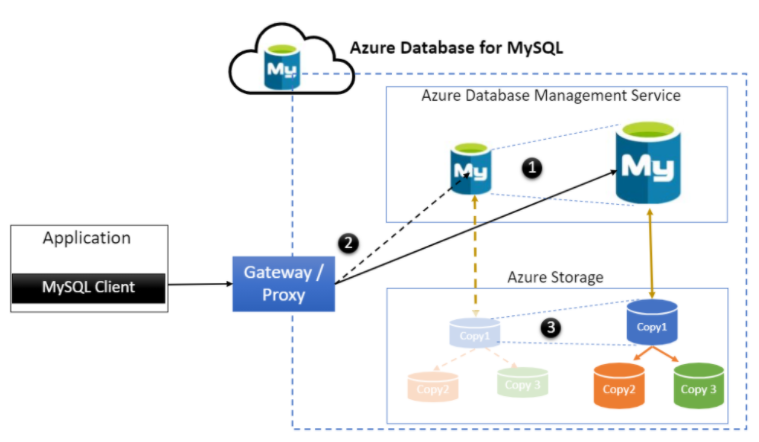 Azure Database for MySQL
My
Azure Database Management Service
My
My
1
2
Application
MySQL Client
Gateway /
Proxy
Azure Storage
Copy1
3
Copy1
Copy2
Copy 3
Copy2
Copy 3